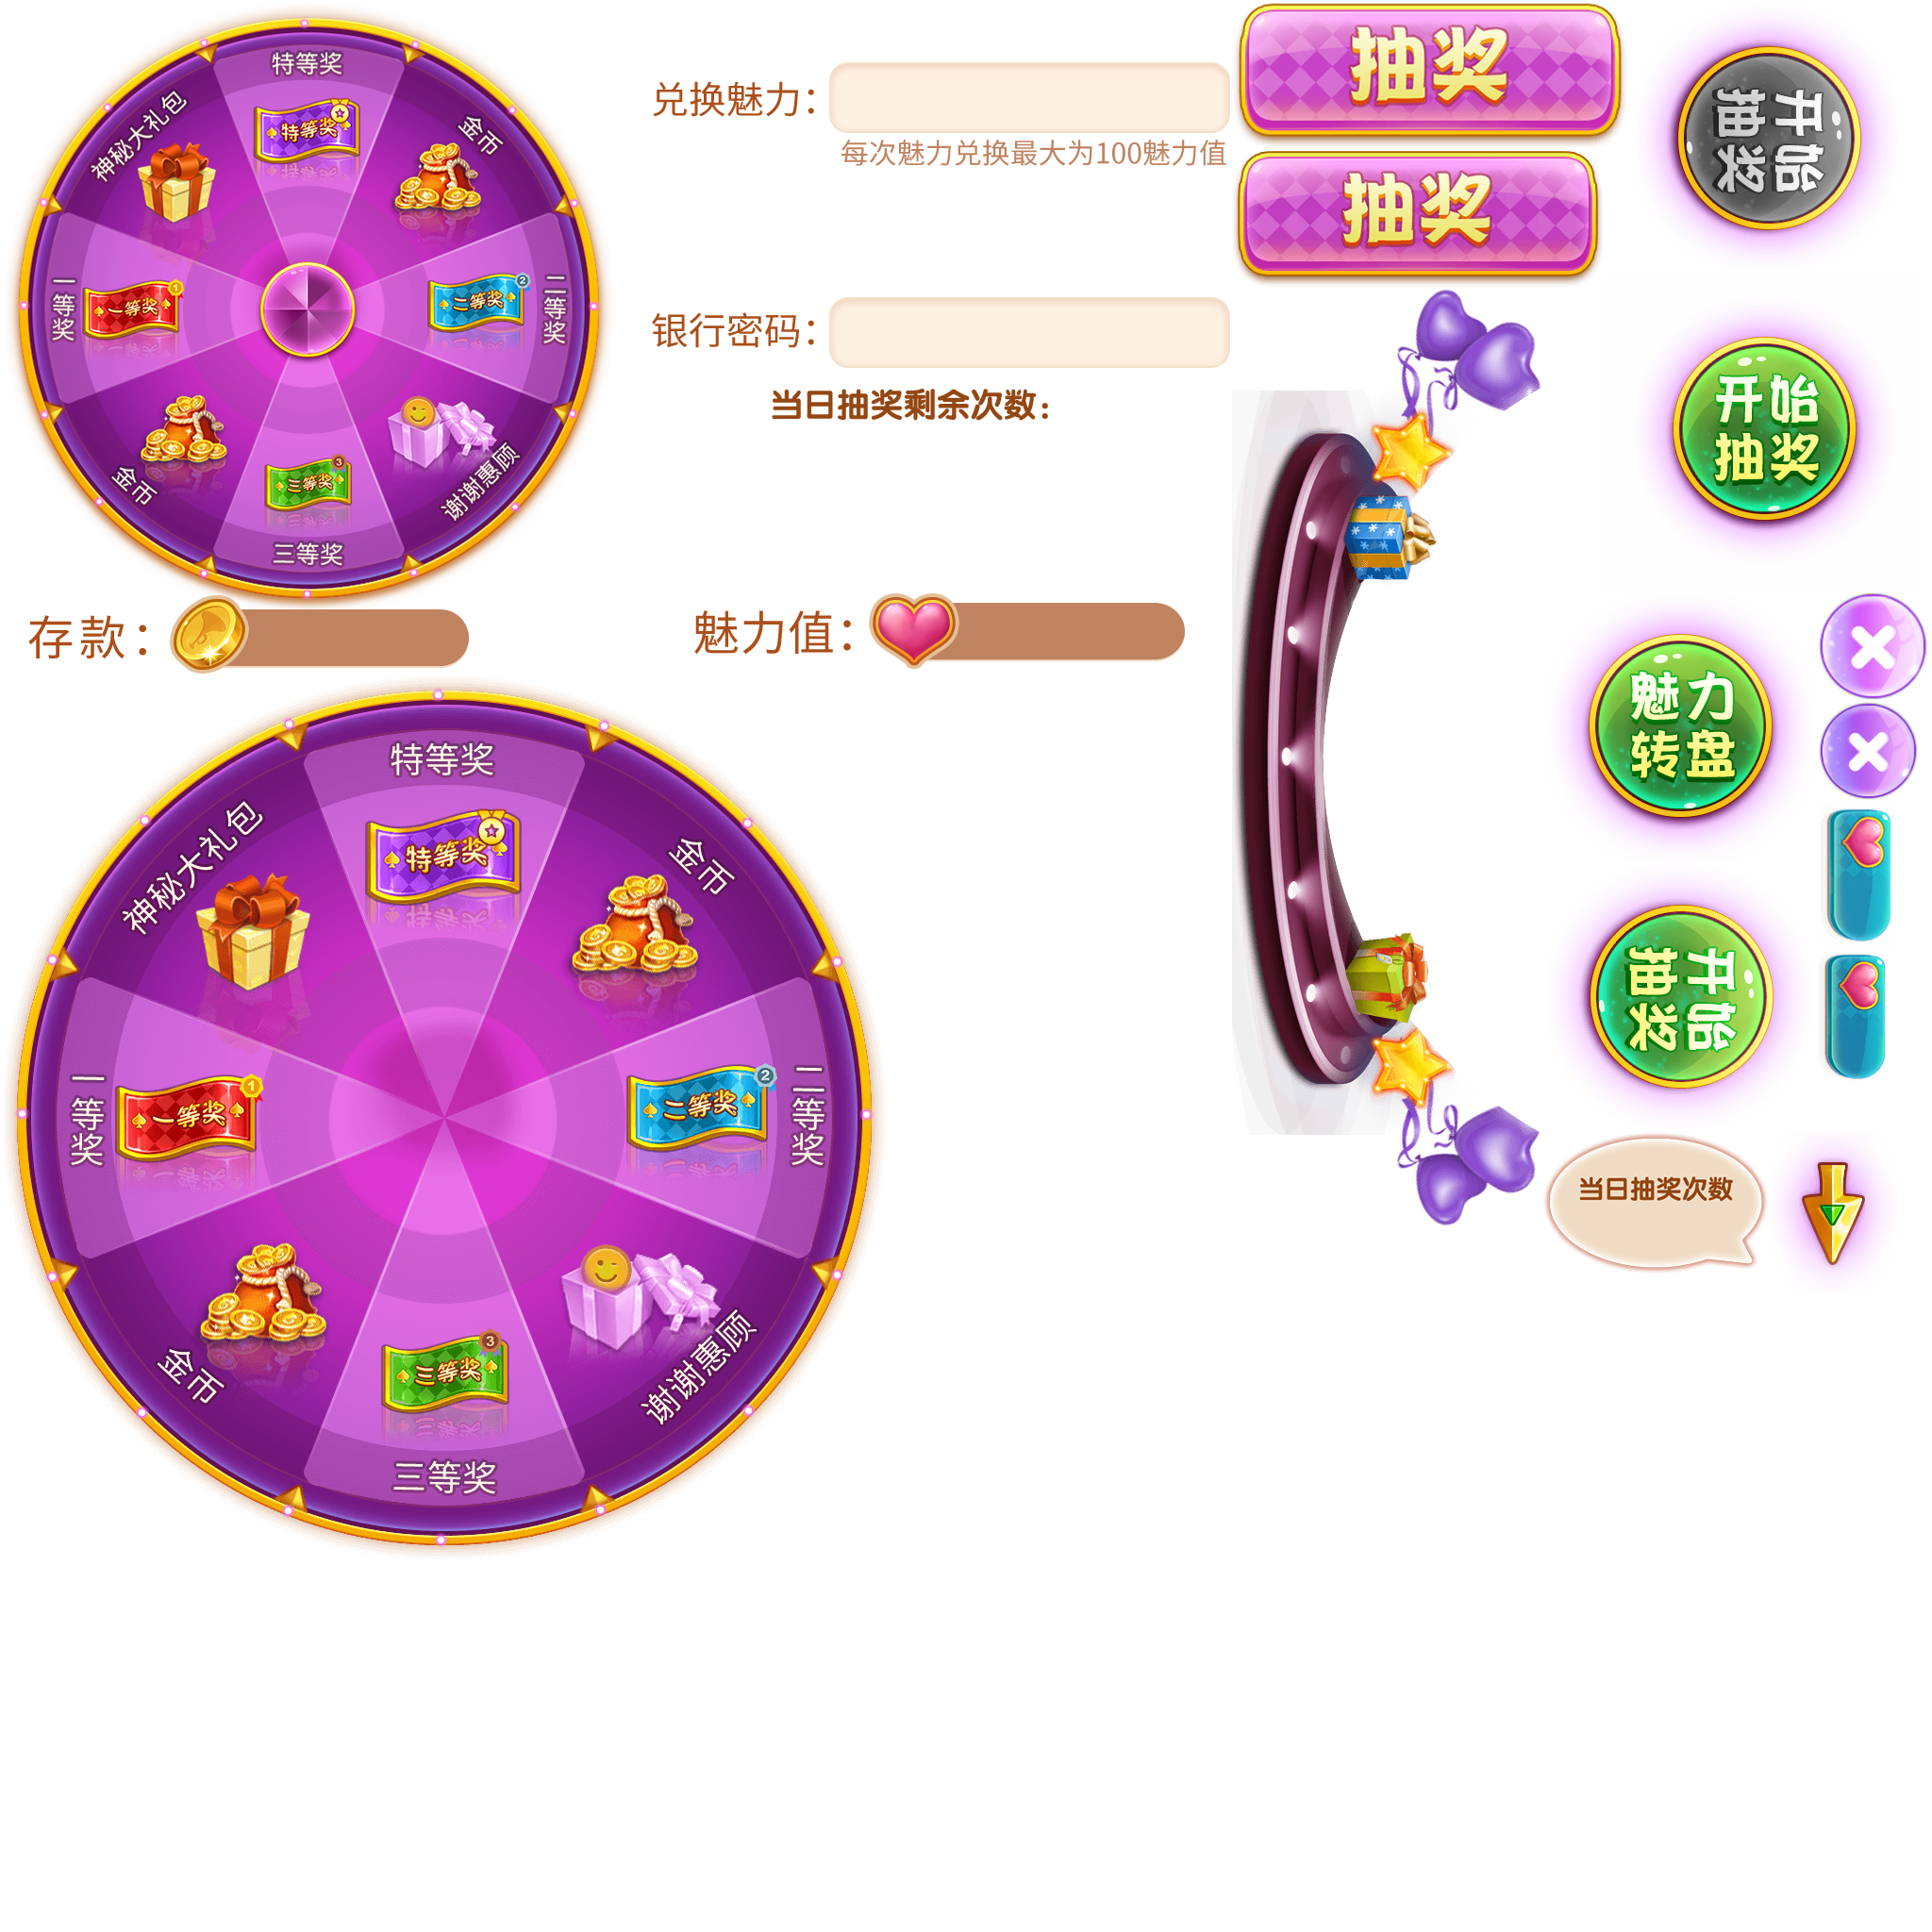 特等奖
神秘大礼包
金币
特等奖
一等奖
一等奖
1
二等奖
2
二等奖
金币
三等奖
3
谢谢惠顾
三等奖
兑换魅力：
每次魅力兑换最大为100魅力值
银行密码：
当日抽奖剩余次数：
抽奖
抽奖
开始
抽奖
开始
抽奖
存款：
魅力值：
魅力
转盘
开始
抽奖
当日抽奖次数
特等奖
神秘大礼包
金币
特等奖
一等奖
一等奖
1
二等奖
2
二等奖
金币
三等奖
3
谢谢惠顾
三等奖